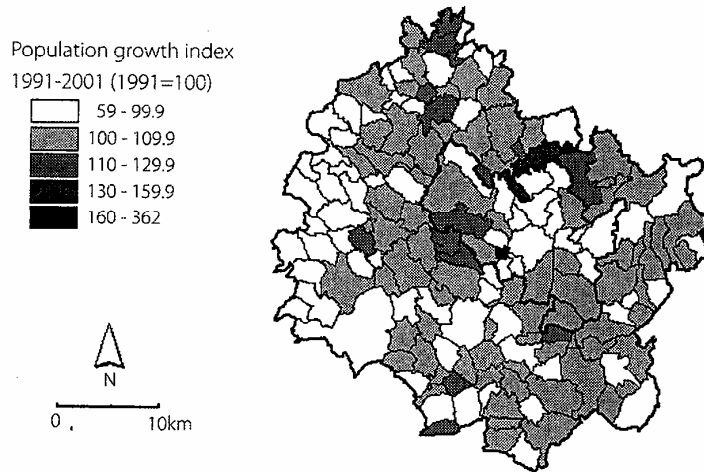 Population growth index
1991-2001 (1991=100)
59 - 99.9
100 - 109.9
110 - 129.9
130 - 159.9
160 - 362
N
0 10km